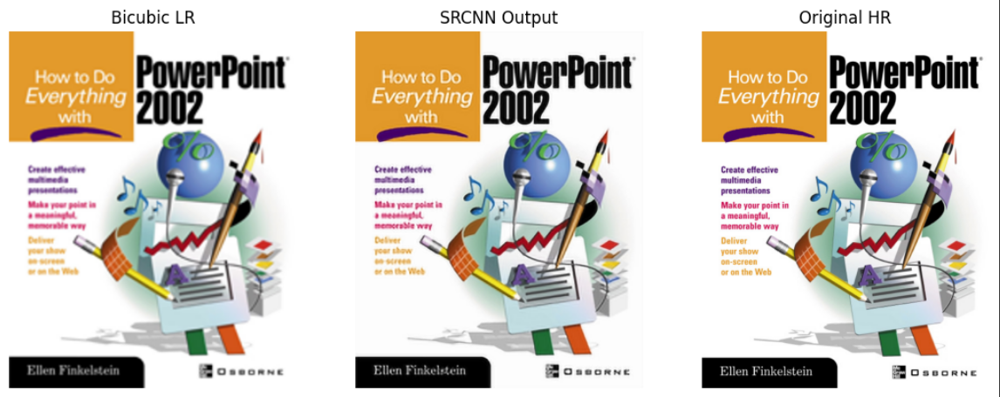 Bicubic LR
How to Do
Everything
with
PowerPoint
2002
%
Create effective
multimedia
presentations
Make your point in
a meaningful,
memorable way
Deliver
your show
on-screen
or on the Web
A
Ellen Finkelstein
OSBORNE
SRCNN Output
How to Do
Everything
with
PowerPoint
2002
%
Create effective
multimedia
presentations
Make your point in
a meaningful,
memorable way
Deliver
your show
on-screen
or on the Web
A
Ellen Finkelstein
OSBORNE
Original HR
How to Do
Everything
with
PowerPoint
2002
%
Create effective
multimedia
presentations
Make your point in
a meaningful,
memorable way
Deliver
your show
on-screen
or on the Web
A
Ellen Finkelstein
OSBORNE